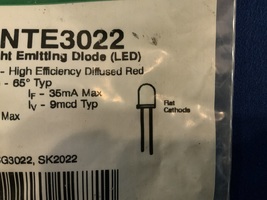 NTE3022
ht Emitting Diode (LED)
- High Efficiency Diffused Red
- 65° Typ
IF - 35mA Max
IV - 9mcd Typ
Max
Flat
Cathode
G3022, SK2022